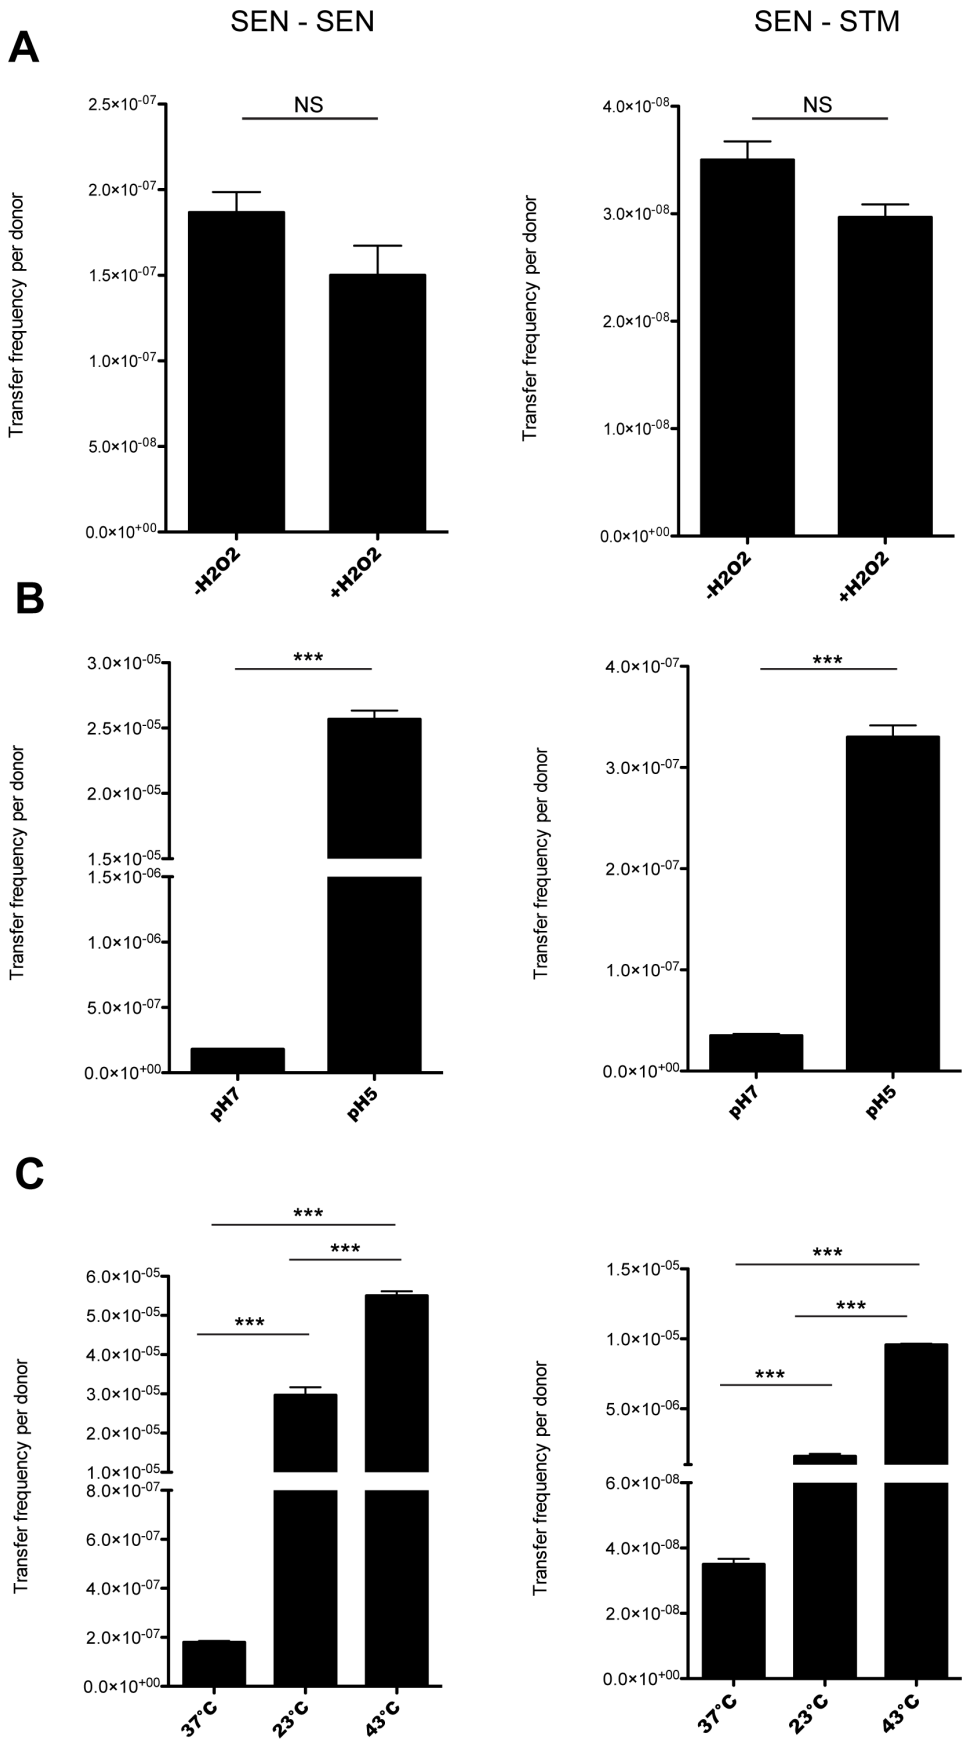 SEN - SEN
SEN - STM
A
NS
2.5×10-07
2.0×10-07
1.5×10-07
1.0×10-07
5.0×10-08
0.0×10+00
Transfer frequency per donor
-H2O2
+H2O2
NS
4.0×10-08
3.0×10-08
2.0×10-08
1.0×10-08
0.0×10+00
Transfer frequency per donor
-H2O2
+H2O2
B
***
3.0×10-05
2.5×10-05
2.0×10-05
1.5×10-05
1.5×10-06
1.0×10-06
5.0×10-07
0.0×10+00
Transfer frequency per donor
pH7
pH5
***
4.0×10-07
3.0×10-07
2.0×10-07
1.0×10-07
0.0×10+00
Transfer frequency per donor
pH7
pH5
C
***
***
***
6.0×10-05
5.0×10-05
4.0×10-05
3.0×10-05
2.0×10-05
1.0×10-05
8.0×10-07
6.0×10-07
4.0×10-07
2.0×10-07
0.0×10+00
Transfer frequency per donor
37°C
23°C
43°C
***
***
***
1.5×10-05
1.0×10-05
5.0×10-06
6.0×10-08
4.0×10-08
2.0×10-08
0.0×10+00
Transfer frequency per donor
37°C
23°C
43°C